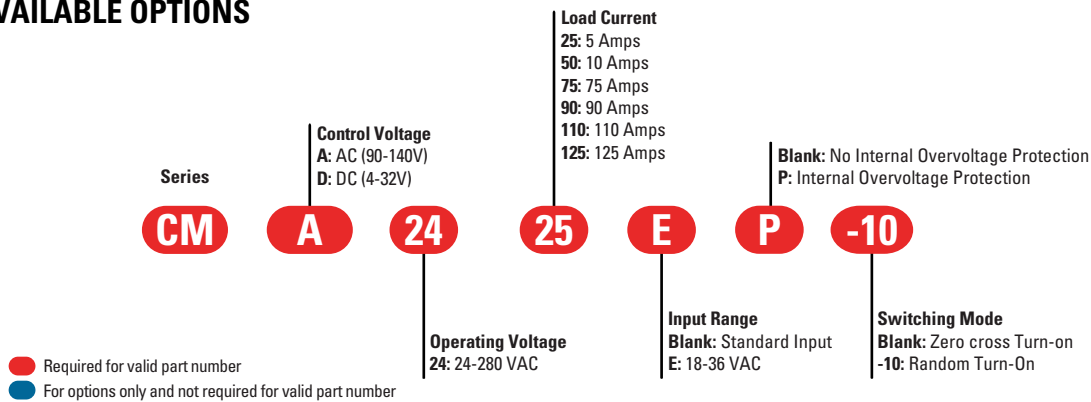 VAILABLE OPTIONS
Load Current
25: 5 Amps
50: 10 Amps
75: 75 Amps
90: 90 Amps
110: 110 Amps
125: 125 Amps
Control Voltage
A: AC (90-140V)
D: DC (4-32V)
Blank: No Internal Overvoltage Protection
P: Internal Overvoltage Protection
Series
CM A 24 25 E P -10
Operating Voltage
24: 24-280 VAC
Input Range
Blank: Standard Input
E: 18-36 VAC
Switching Mode
Blank: Zero cross Turn-on
-10: Random Turn-On
Required for valid part number
For options only and not required for valid part number